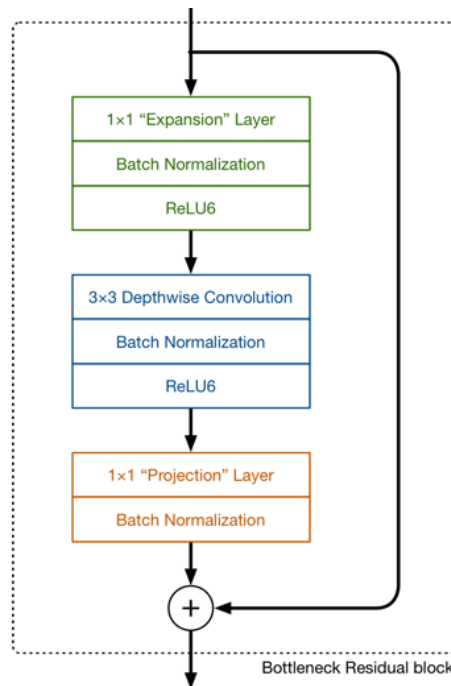 1×1 “Expansion” Layer
Batch Normalization
ReLU6
3×3 Depthwise Convolution
Batch Normalization
ReLU6
1×1 “Projection” Layer
Batch Normalization
+
Bottleneck Residual block